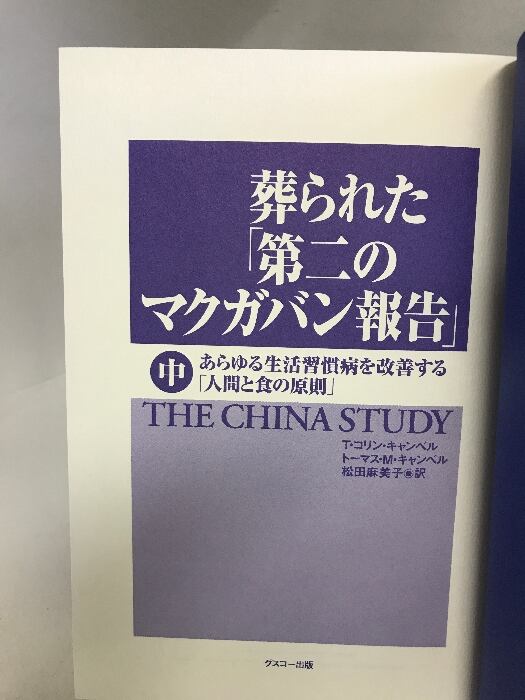 葬られた
「第二の
マクガバン報告」
中 あらゆる生活習慣病を改善する
「人間と食の原則」
THE CHINA STUDY
T・コリン・キャンベル
トーマス・M・キャンベル
松田麻美子◉訳
グスコー出版